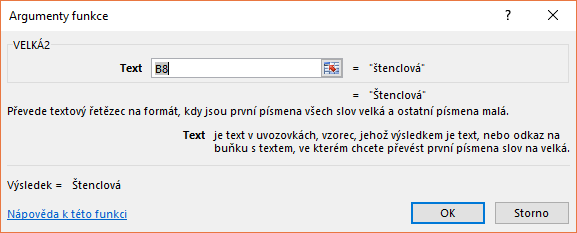 Argumenty funkce
VELKÁ2
Text B8 = "štenclová"
= "Štenclová"
Převede textový řetězec na formát, kdy jsou první písmena všech slov velká a ostatní písmena malá.
Text je text v uvozovkách, vzorec, jehož výsledkem je text, nebo odkaz na
buňku s textem, ve kterém chcete převést první písmena slov na velká.
Výsledek = Štenclová
Nápověda k této funkci OK Storno